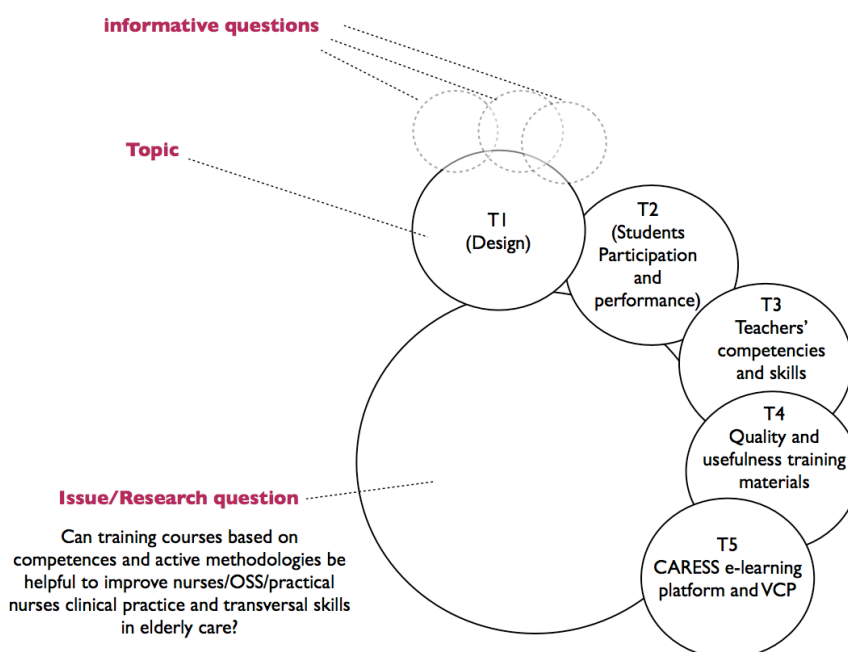 informative questions
Topic
T1
(Design)
T2
(Students
Participation
and
performance)
T3
Teachers’
competencies
and skills
T4
Quality and
usefulness training
materials
T5
CARESS e-learning
platform and VCP
Issue/Research question
Can training courses based on
competences and active methodologies be
helpful to improve nurses/OSS/practical
nurses clinical practice and transversal skills
in elderly care?